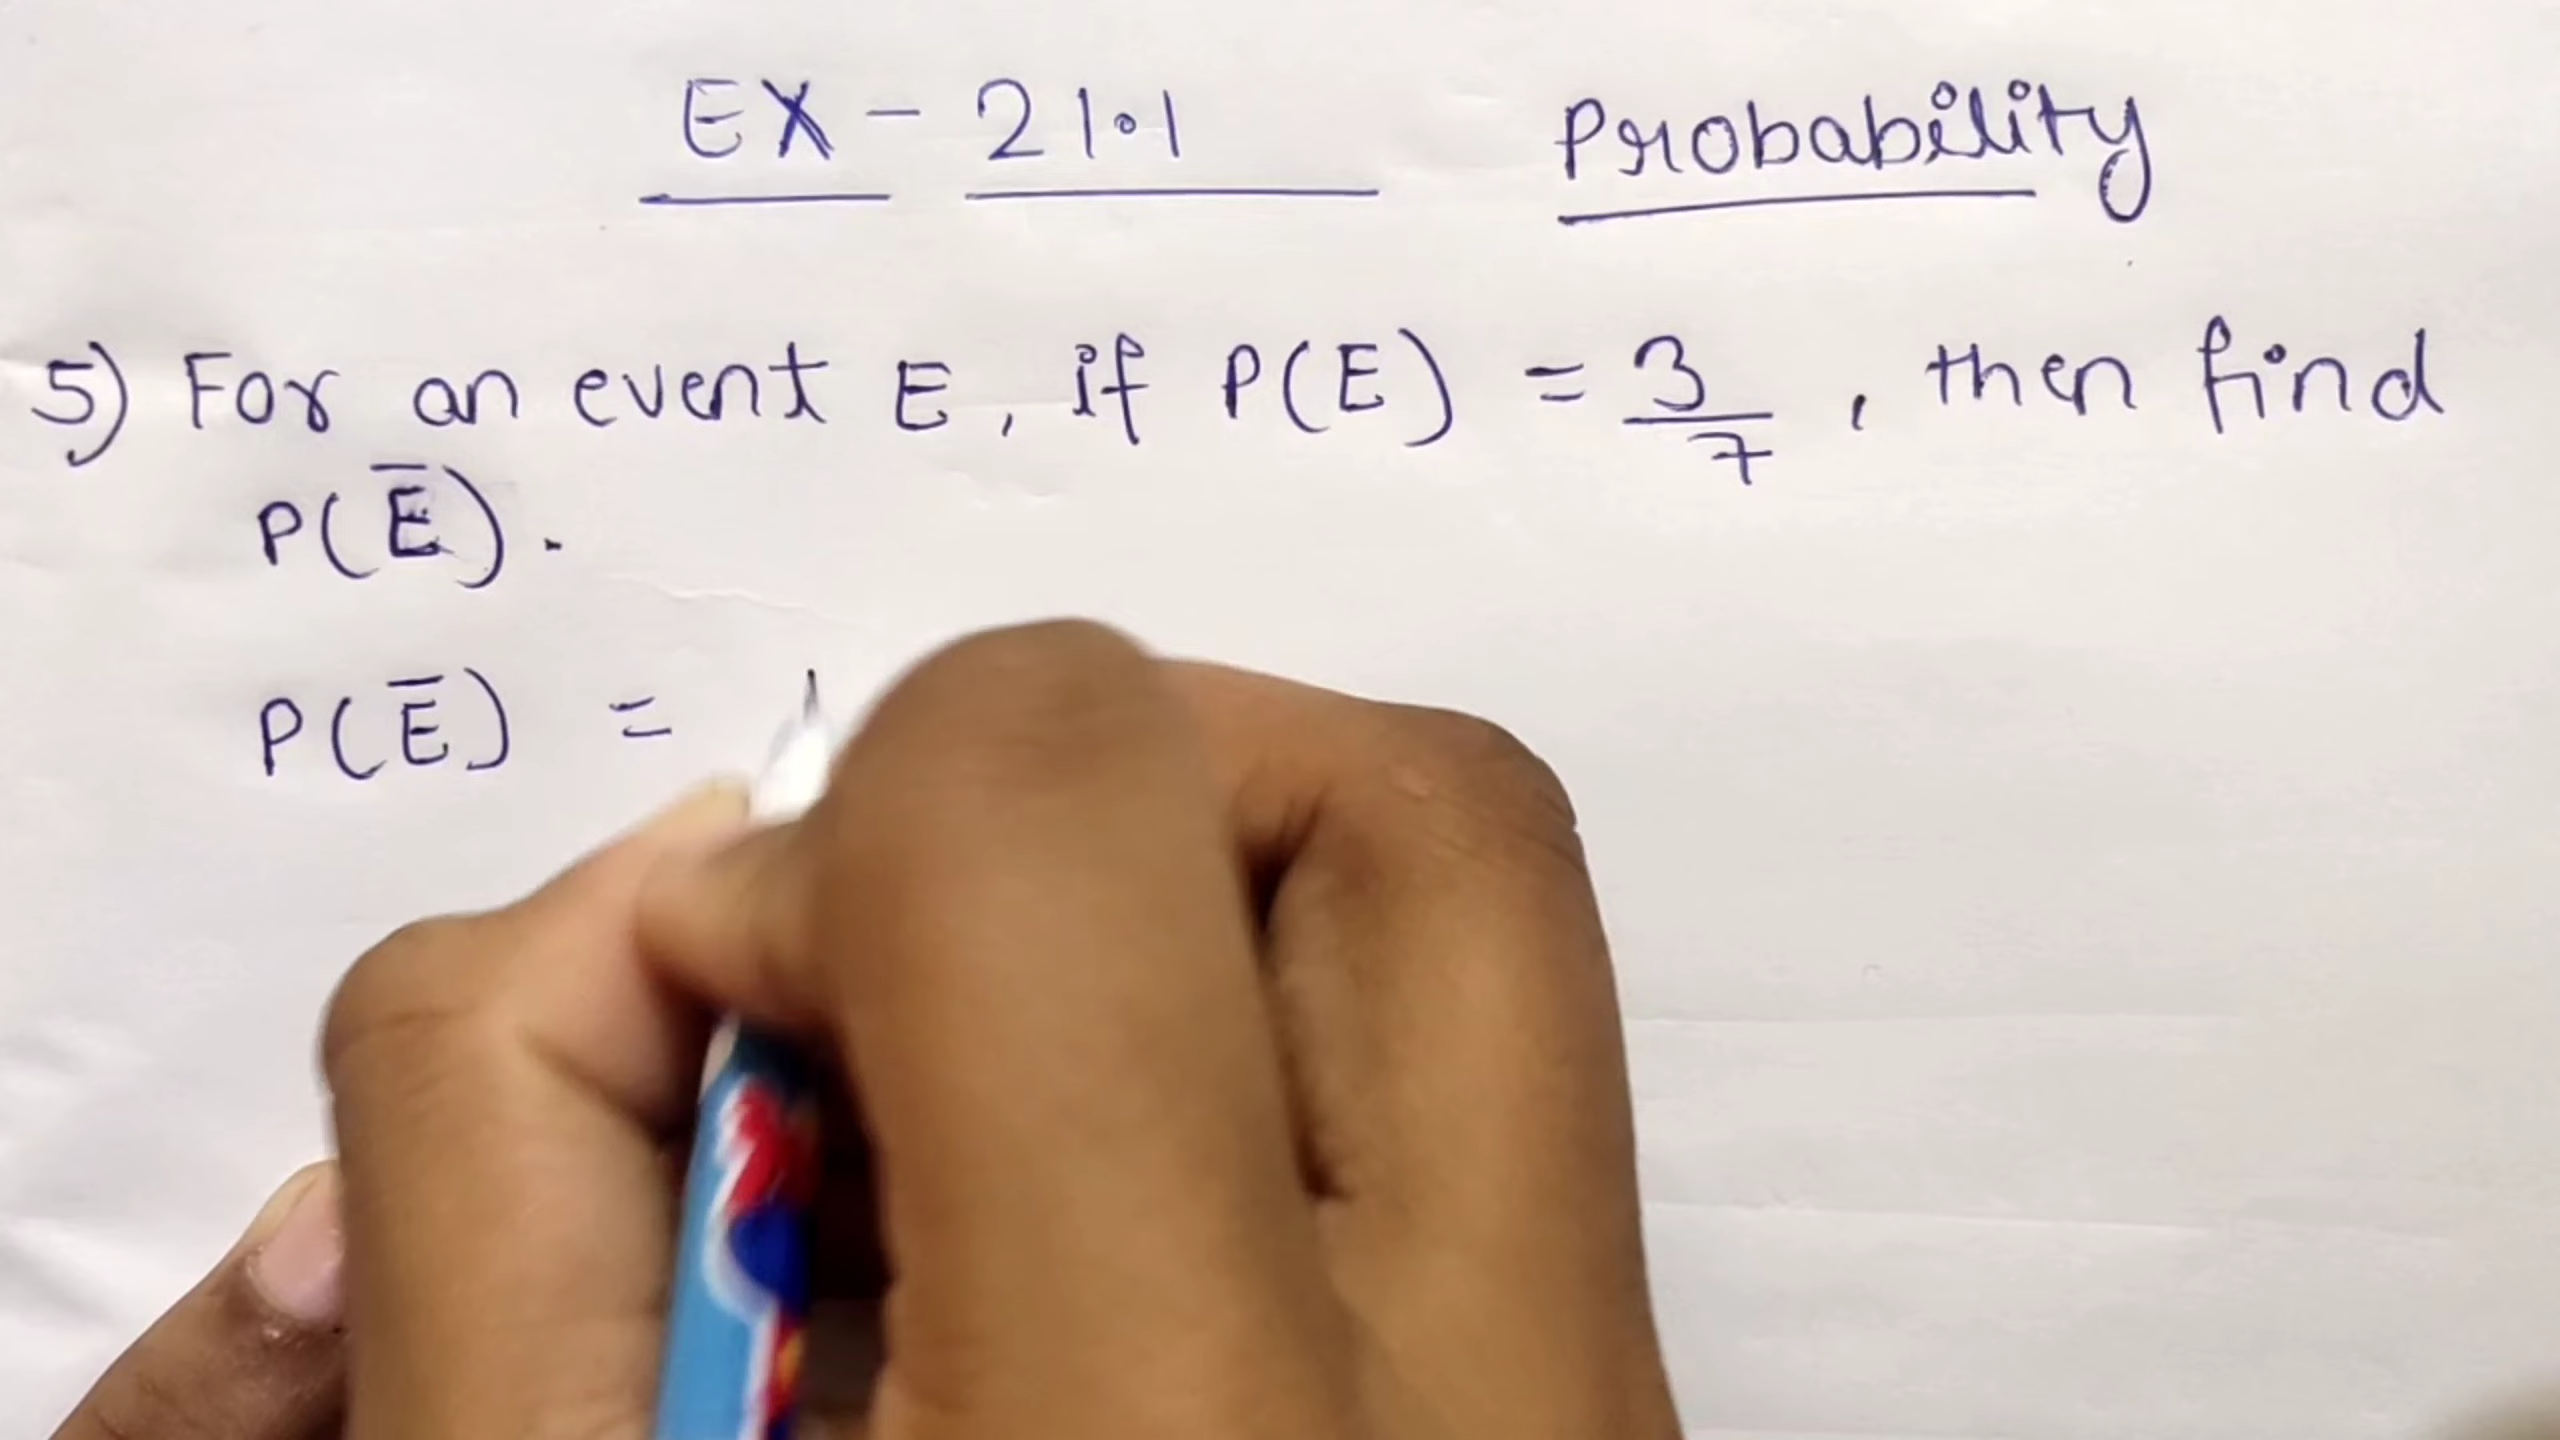 EX - 21.1 Probability
5) For an event E, if P(E) = 3/7, then find
P(E̅).
P(E̅) =